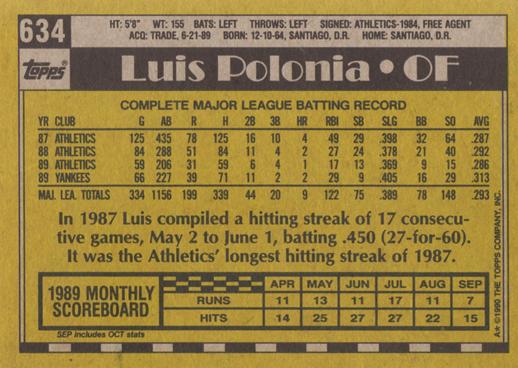 634
HT: 5'8" WT: 155 BATS: LEFT THROWS: LEFT SIGNED: ATHLETICS-1984, FREE AGENT
ACQ: TRADE, 6-21-89 BORN: 12-10-64, SANTIAGO, D.R. HOME: SANTIAGO, D.R.
Topps® Luis Polonia • OF
COMPLETE MAJOR LEAGUE BATTING RECORD
YR CLUB G AB R H 2B 3B HR RBI SB SLG BB SO AVG
87 ATHLETICS 125 435 78 125 16 10 4 49 29 .398 32 64 .287
88 ATHLETICS 84 288 51 84 11 4 2 27 24 .378 21 40 .292
89 ATHLETICS 59 206 31 59 6 4 1 17 13 .369 9 15 .286
89 YANKEES 66 227 39 71 11 2 2 29 9 .405 16 29 .313
MAJ. LEA. TOTALS 334 1156 199 339 44 20 9 122 75 .389 78 148 .293
In 1987 Luis compiled a hitting streak of 17 consecu-
tive games, May 2 to June 1, batting .450 (27-for-60).
It was the Athletics' longest hitting streak of 1987.
1989 MONTHLY
SCOREBOARD
APR MAY JUN JUL AUG SEP
RUNS 11 13 11 17 11 7
HITS 14 25 27 27 22 15
SEP includes OCT stats
A★ ©1990 THE TOPPS COMPANY, INC.